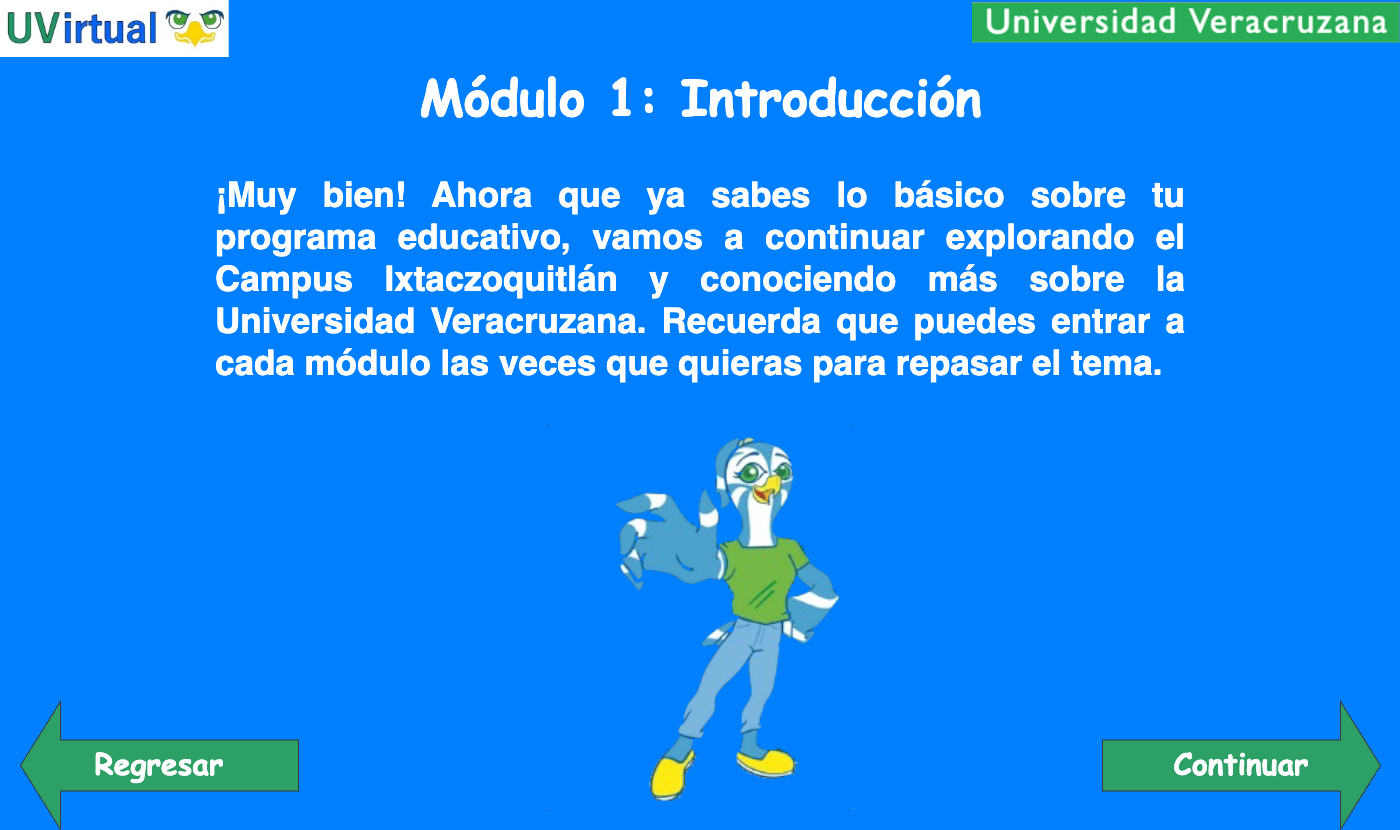 UVirtual
Universidad Veracruzana
Módulo 1: Introducción
¡Muy bien! Ahora que ya sabes lo básico sobre tu
programa educativo, vamos a continuar explorando el
Campus Ixtaczoquitlán y conociendo más sobre la
Universidad Veracruzana. Recuerda que puedes entrar a
cada módulo las veces que quieras para repasar el tema.
Regresar
Continuar